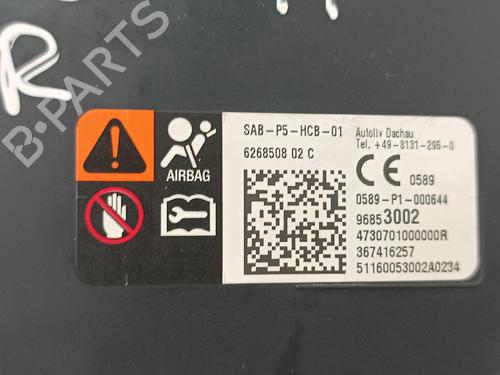 R
B-PARTS
AIRBAG
SAB-P5-HCB-01
6268508 02 C
Autoliv Dachau
Tel. +49-8131-295-0
CE 0589
0589-P1-000644
96853002
4730701000000R
367416257
51160053002A0234